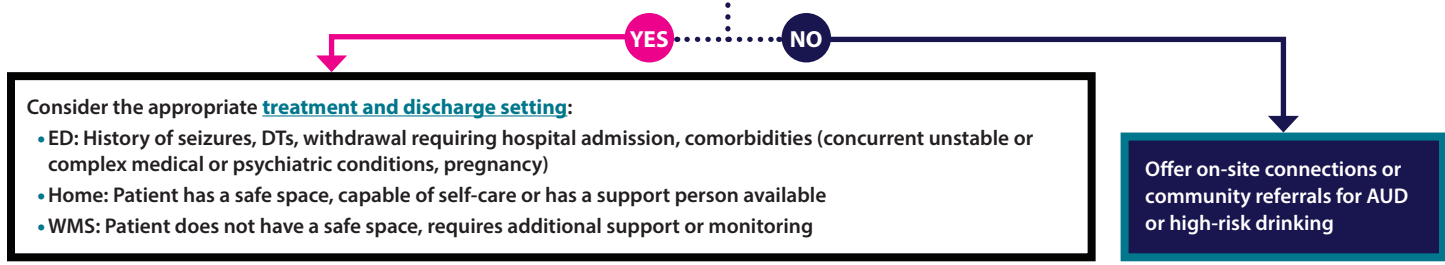 YES
NO
Consider the appropriate treatment and discharge setting:
• ED: History of seizures, DTs, withdrawal requiring hospital admission, comorbidities (concurrent unstable or
complex medical or psychiatric conditions, pregnancy)
• Home: Patient has a safe space, capable of self-care or has a support person available
• WMS: Patient does not have a safe space, requires additional support or monitoring
Offer on-site connections or
community referrals for AUD
or high-risk drinking